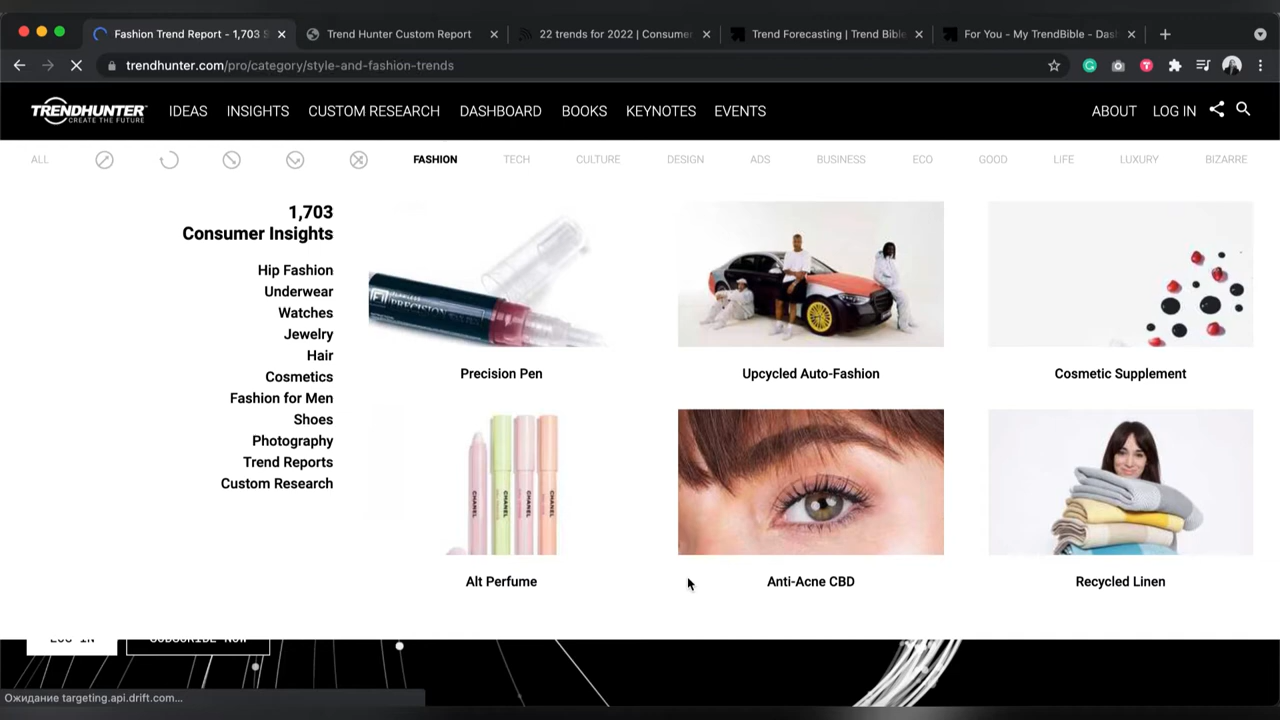 Fashion Trend Report - 1,703 S
Trend Hunter Custom Report
22 trends for 2022 | Consumer
Trend Forecasting | Trend Bible
For You - My TrendBible - Das
trendhunter.com/pro/category/style-and-fashion-trends
TRENDHUNTER
CREATE THE FUTURE
IDEAS
INSIGHTS
CUSTOM RESEARCH
DASHBOARD
BOOKS
KEYNOTES
EVENTS
ABOUT
LOG IN
ALL
FASHION
TECH
CULTURE
DESIGN
ADS
BUSINESS
ECO
GOOD
LIFE
LUXURY
BIZARRE
1,703
Consumer Insights
Hip Fashion
Underwear
Watches
Jewelry
Hair
Cosmetics
Fashion for Men
Shoes
Photography
Trend Reports
Custom Research
PRECISION
Precision Pen
Upcycled Auto-Fashion
Cosmetic Supplement
CHANEL
CHANEL
CHANEL
CHANEL
Alt Perfume
Anti-Acne CBD
Recycled Linen
LOG IN
SUBSCRIBE NOW
Ожидание targeting.api.drift.com...